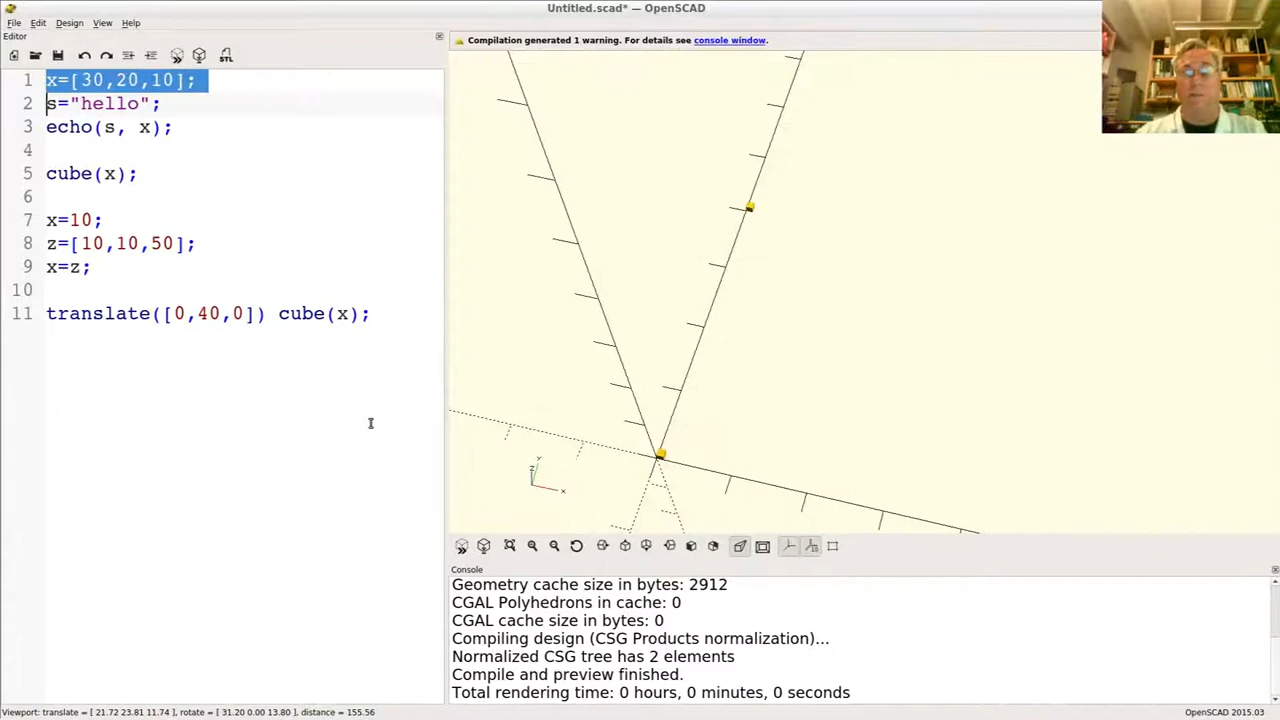 Untitled.scad* — OpenSCAD
File Edit Design View Help
Editor
STL
Compilation generated 1 warning. For details see console window.
1 x=[30,20,10];
2 s="hello";
3 echo(s, x);
4
5 cube(x);
6
7 x=10;
8 z=[10,10,50];
9 x=z;
10
11 translate([0,40,0]) cube(x);
z
y
x
Console
Geometry cache size in bytes: 2912
CGAL Polyhedrons in cache: 0
CGAL cache size in bytes: 0
Compiling design (CSG Products normalization)...
Normalized CSG tree has 2 elements
Compile and preview finished.
Total rendering time: 0 hours, 0 minutes, 0 seconds
Viewport: translate = [ 21.72 23.81 11.74 ], rotate = [ 31.20 0.00 13.80 ], distance = 155.56
OpenSCAD 2015.03